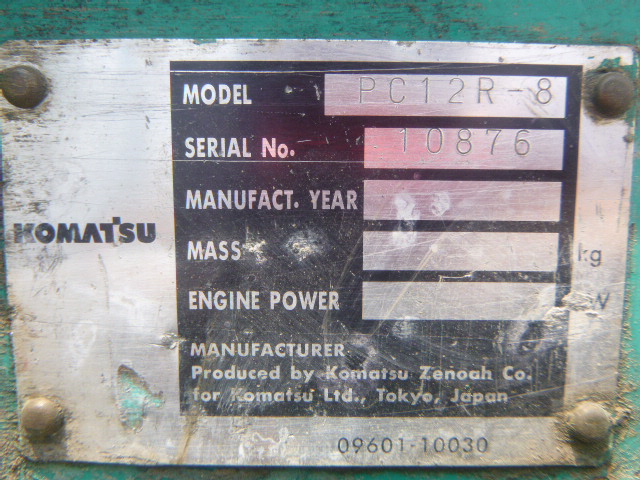 MODEL PC12R-8
SERIAL No. 10876
MANUFACT. YEAR
KOMATSU
MASS kg
ENGINE POWER W
MANUFACTURER
Produced by Komatsu Zenoah Co.
for Komatsu Ltd., Tokyo, Japan
09601-10030